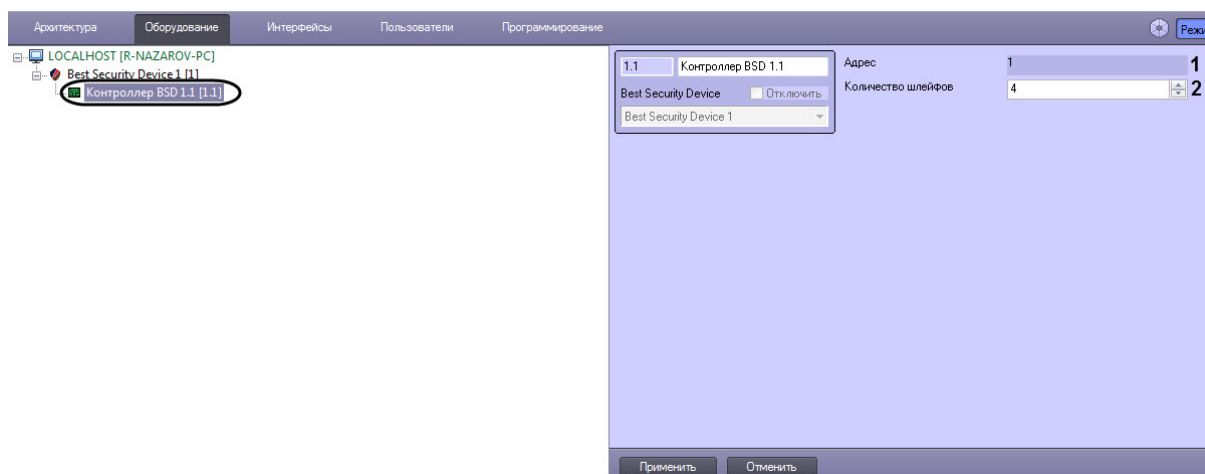 Архитектура Оборудование Интерфейсы Пользователи Программирование
LOCALHOST [R-NAZAROV-PC]
Best Security Device 1 [1]
Контроллер BSD 1.1 [1.1]
1.1 Контроллер BSD 1.1
Best Security Device Отключить
Best Security Device 1
Адрес 1 1
Количество шлейфов 4 2
Применить Отменить